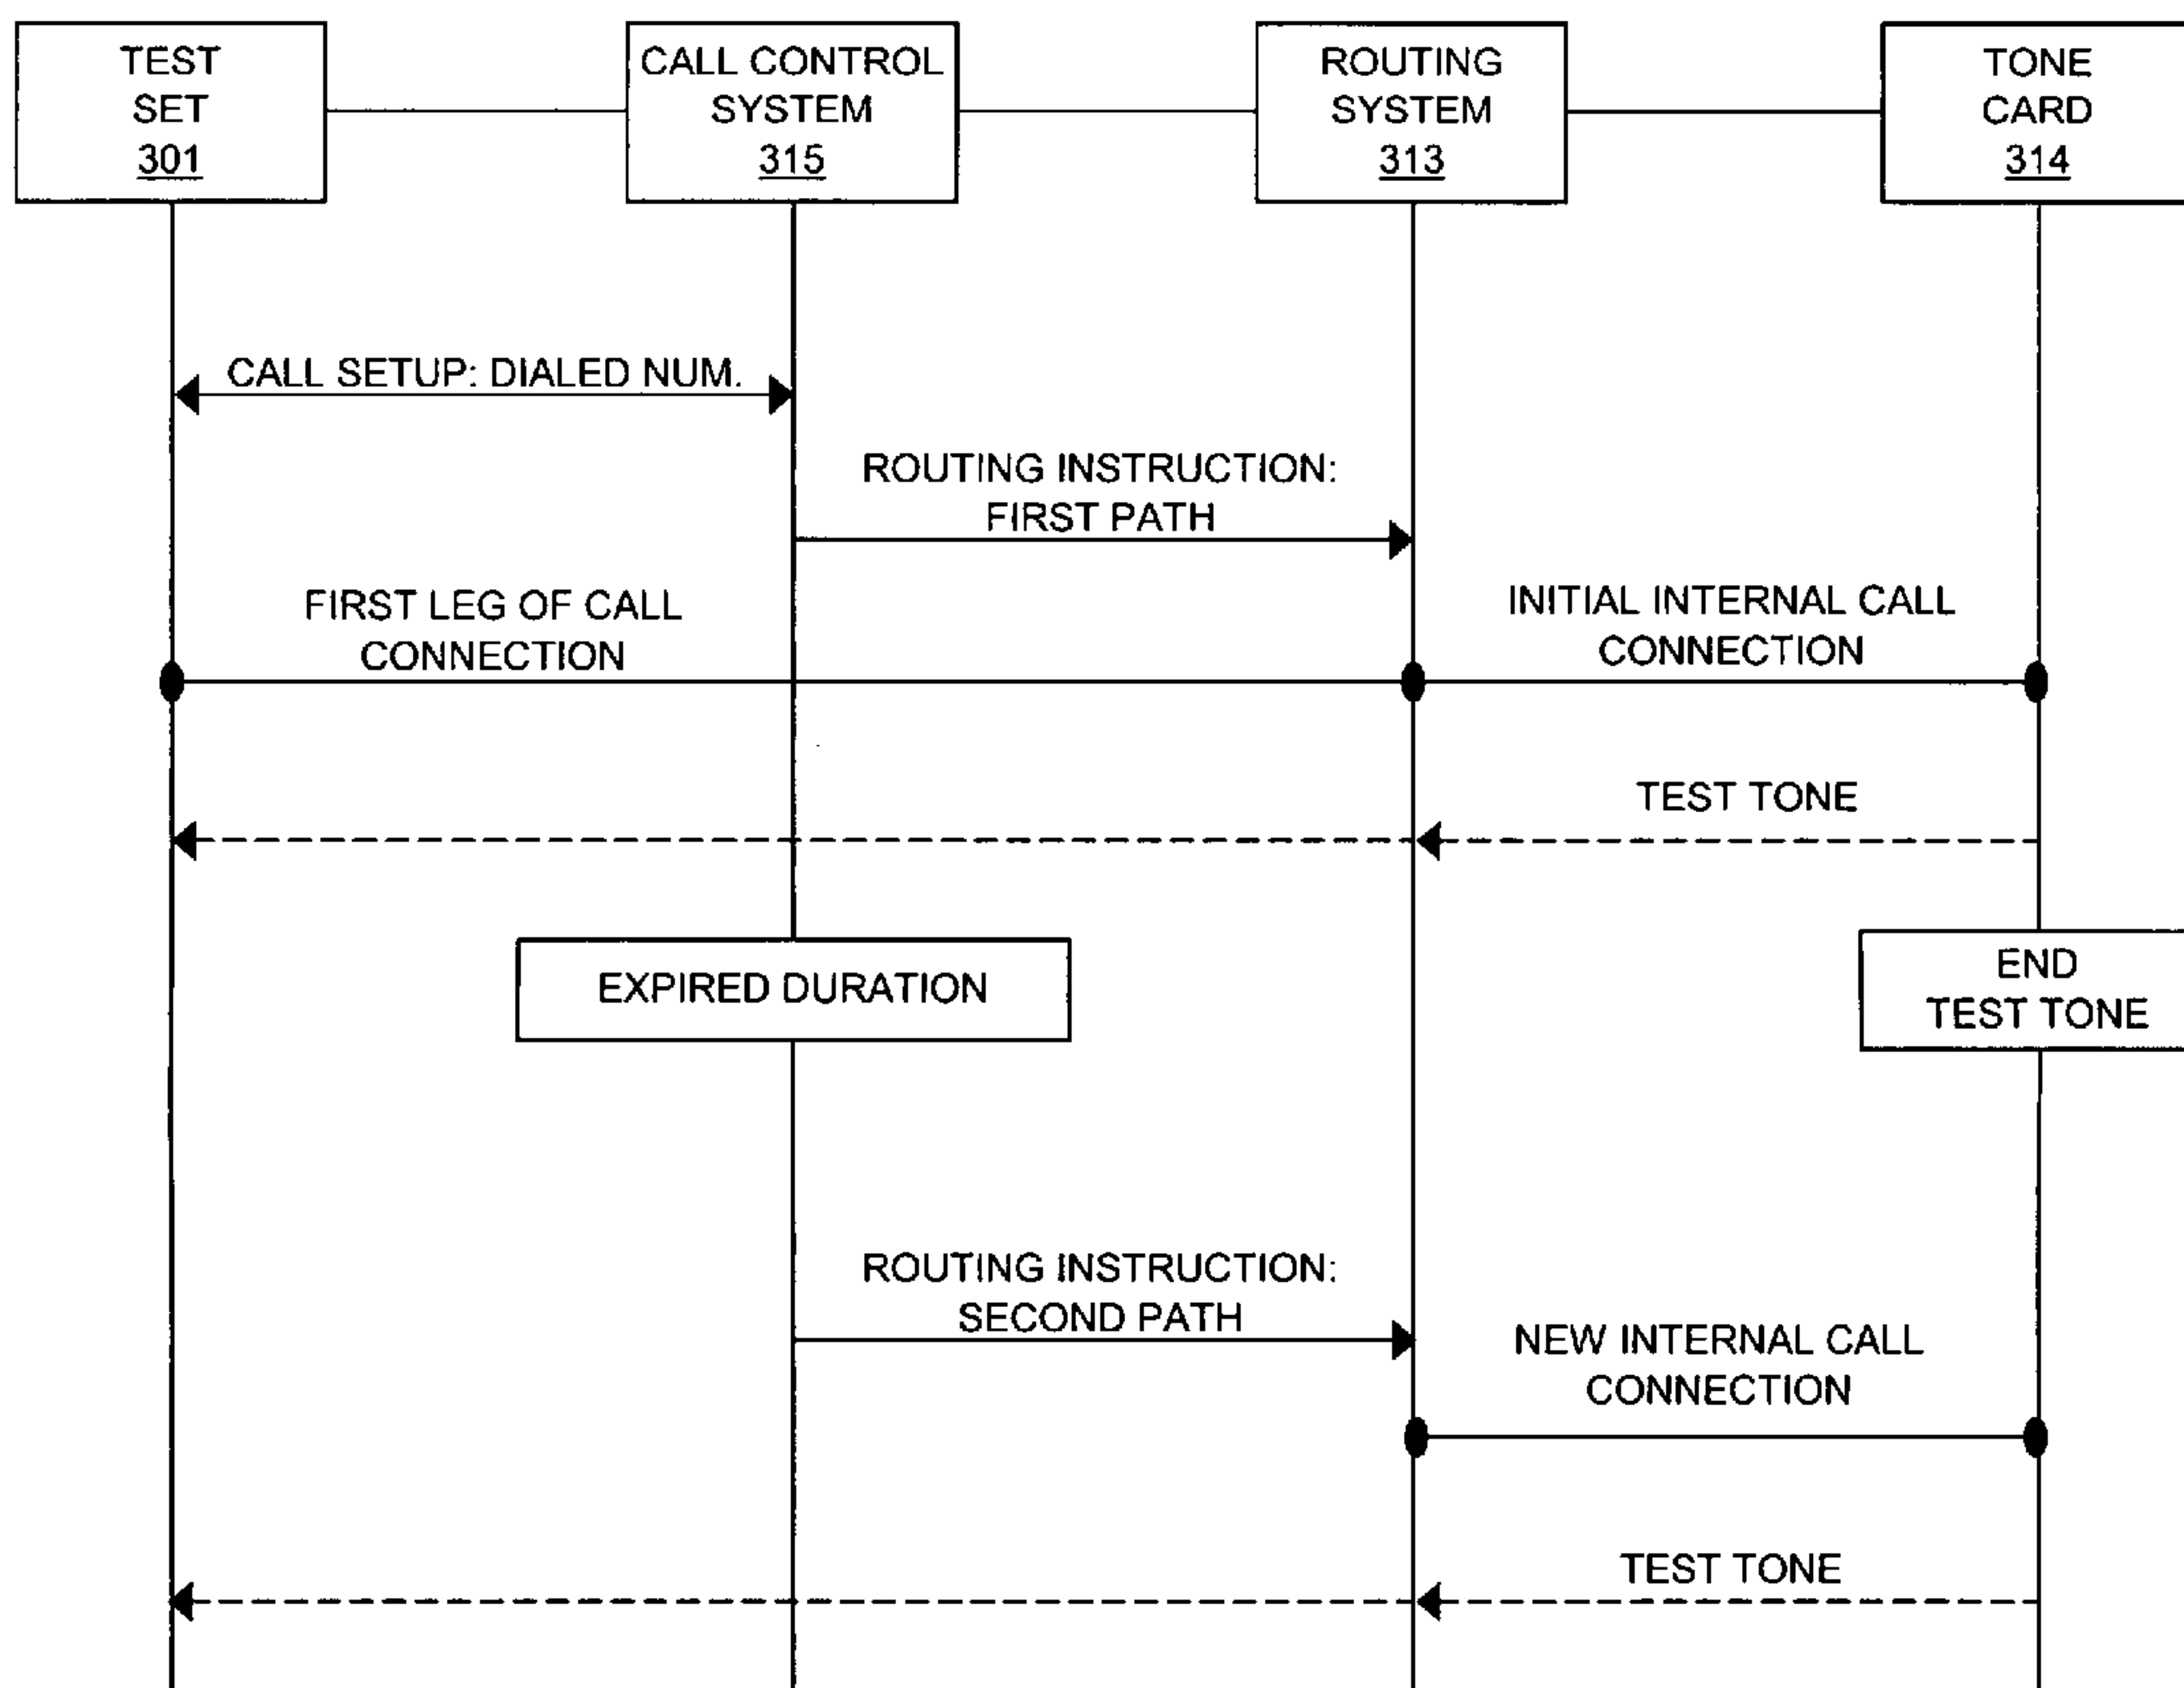 TEST
SET
301
CALL CONTROL
SYSTEM
315
ROUTING
SYSTEM
313
TONE
CARD
314
CALL SETUP: DIALED NUM.
ROUTING INSTRUCTION:
FIRST PATH
FIRST LEG OF CALL
CONNECTION
INITIAL INTERNAL CALL
CONNECTION
TEST TONE
EXPIRED DURATION
END
TEST TONE
ROUTING INSTRUCTION:
SECOND PATH
NEW INTERNAL CALL
CONNECTION
TEST TONE